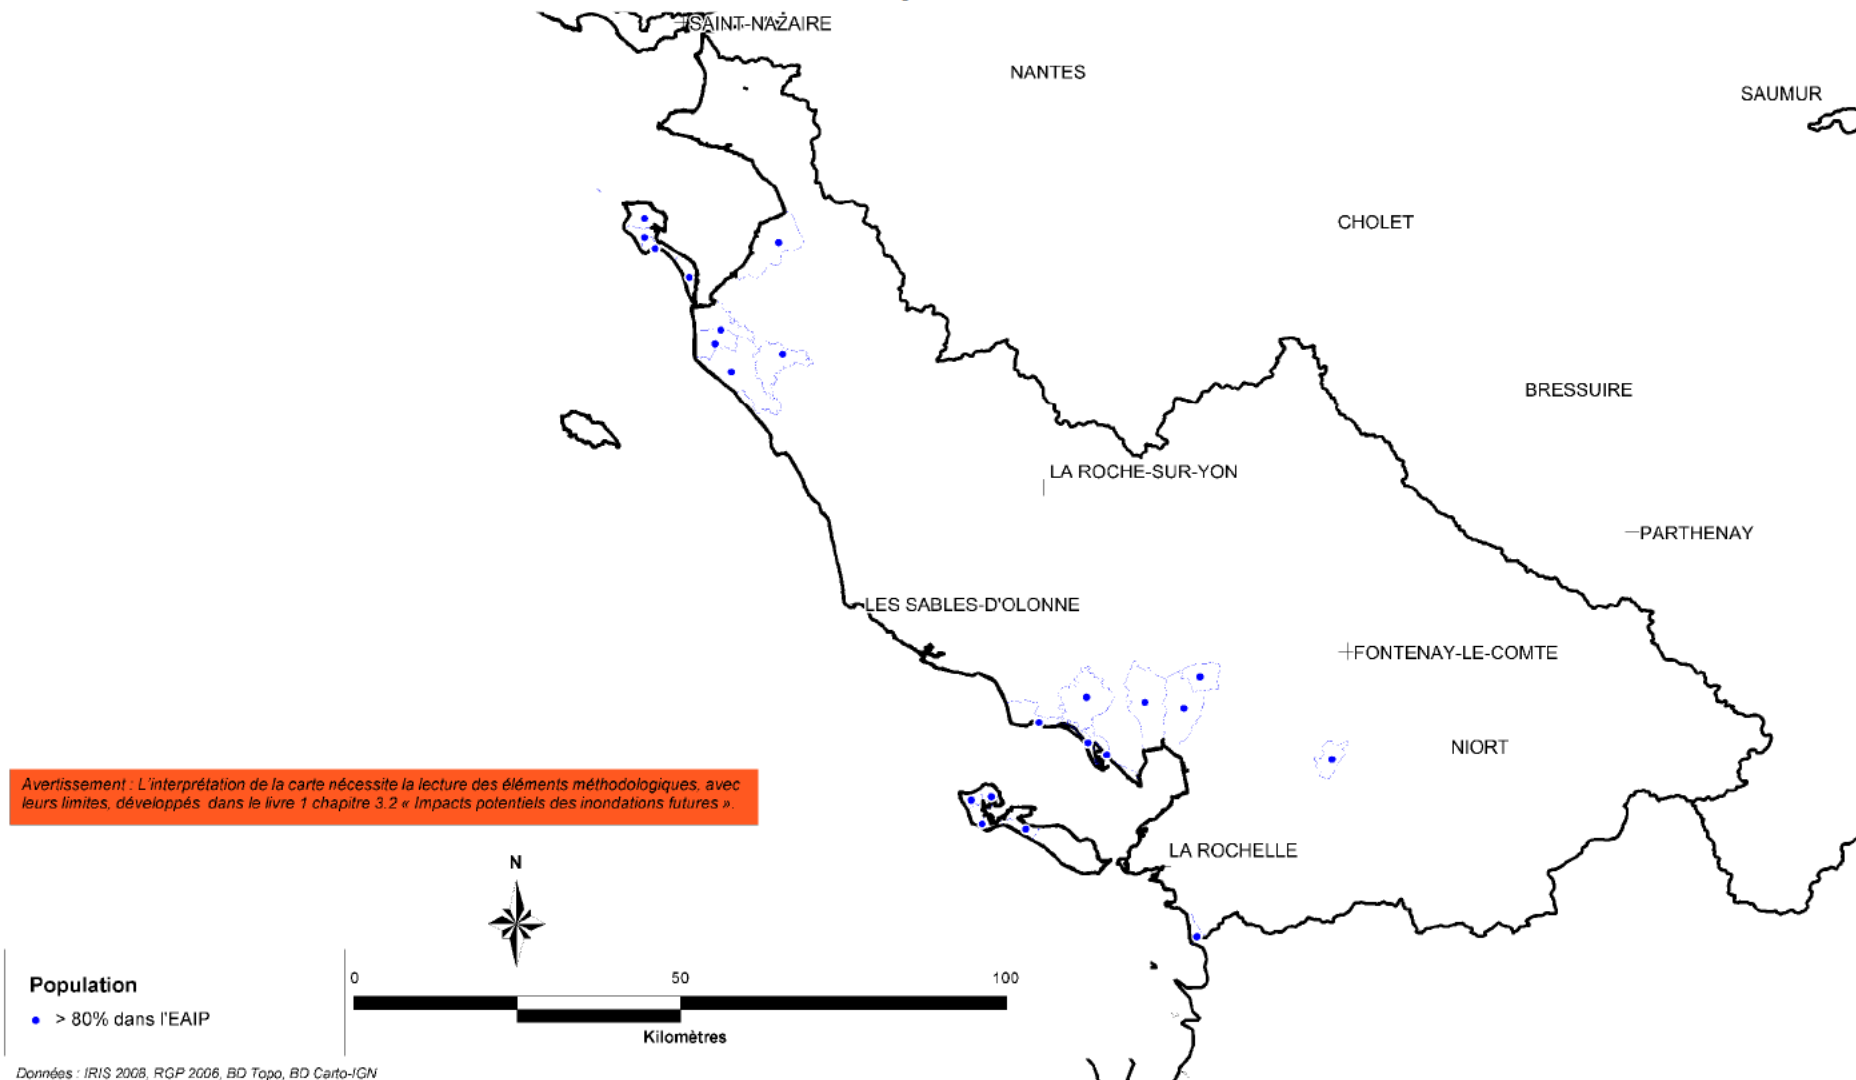 SAINT-NAZAIRE
NANTES
SAUMUR
CHOLET
BRESSUIRE
LA ROCHE-SUR-YON
PARTHENAY
LES SABLES-D'OLONNE
FONTENAY-LE-COMTE
NIORT
Avertissement : L'interprétation de la carte nécessite la lecture des éléments méthodologiques, avec
leurs limites, développés dans le livre 1 chapitre 3.2 « Impacts potentiels des inondations futures ».
LA ROCHELLE
N
0 50 100
Kilomètres
Population
> 80% dans l'EAIP
Données : IRIS 2008, RGP 2006, BD Topo, BD Carto-IGN